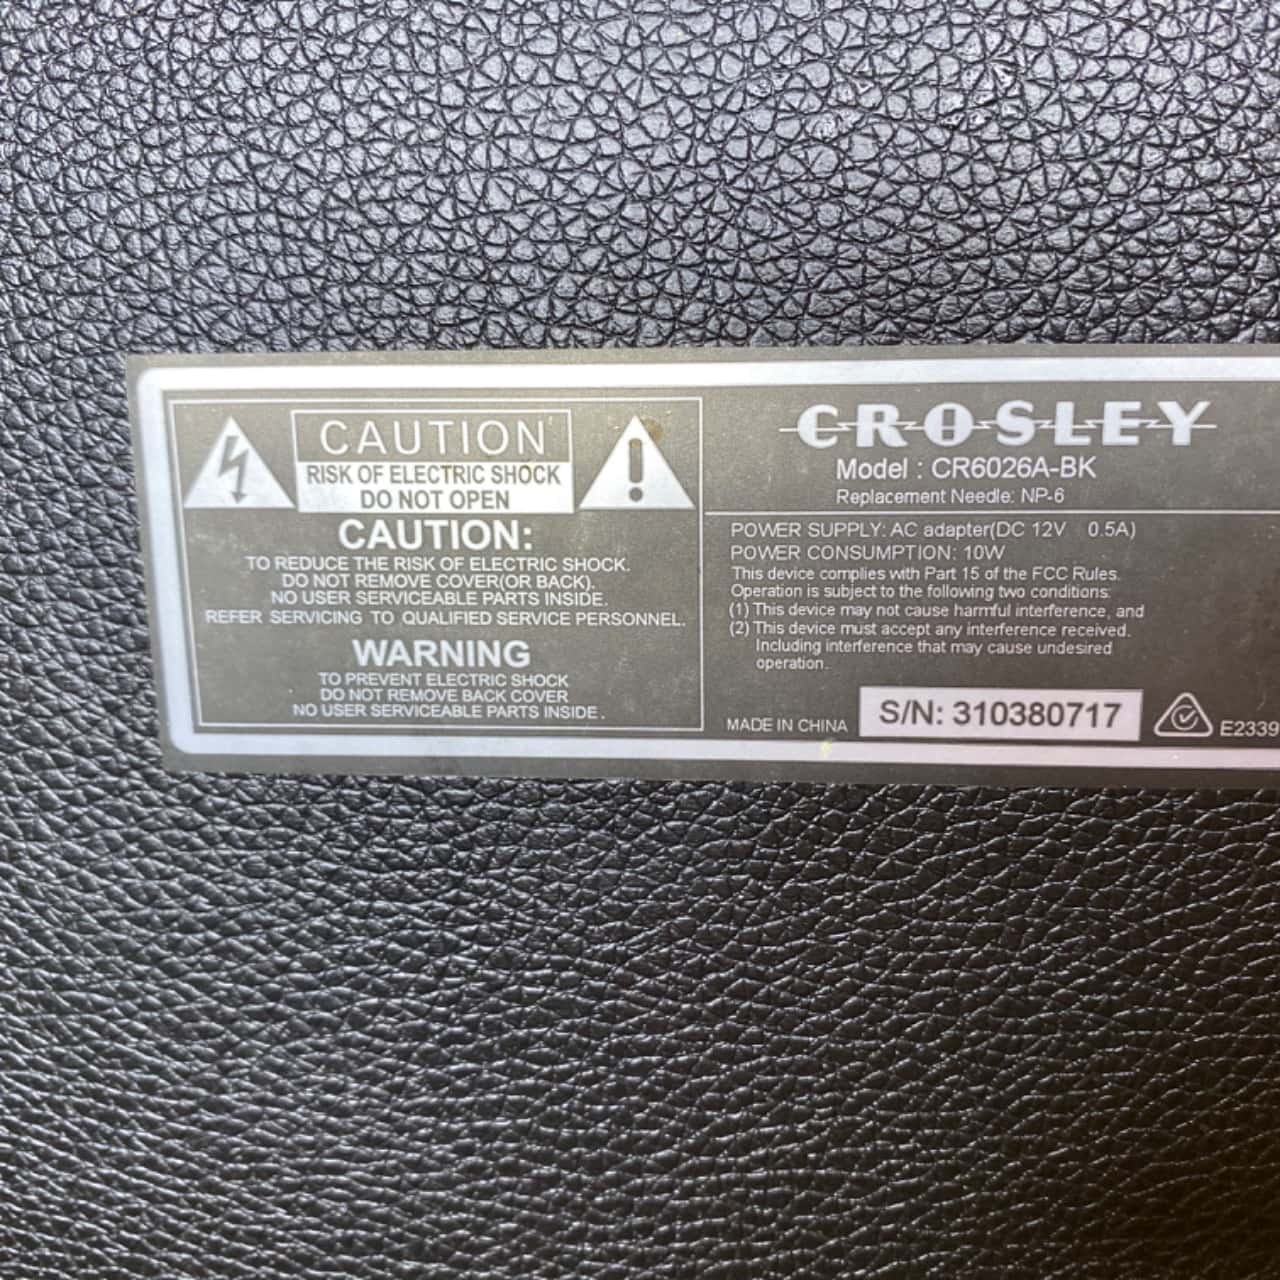 CAUTION
RISK OF ELECTRIC SHOCK
DO NOT OPEN
CAUTION:
TO REDUCE THE RISK OF ELECTRIC SHOCK.
DO NOT REMOVE COVER(OR BACK).
NO USER SERVICEABLE PARTS INSIDE.
REFER SERVICING TO QUALIFIED SERVICE PERSONNEL.
WARNING
TO PREVENT ELECTRIC SHOCK
DO NOT REMOVE BACK COVER
NO USER SERVICEABLE PARTS INSIDE.
CROSLEY
Model : CR6026A-BK
Replacement Needle: NP-6
POWER SUPPLY: AC adapter(DC 12V 0.5A)
POWER CONSUMPTION: 10W
This device complies with Part 15 of the FCC Rules.
Operation is subject to the following two conditions:
(1) This device may not cause harmful interference, and
(2) This device must accept any interference received.
Including interference that may cause undesired
operation.
MADE IN CHINA
S/N: 310380717
E2339